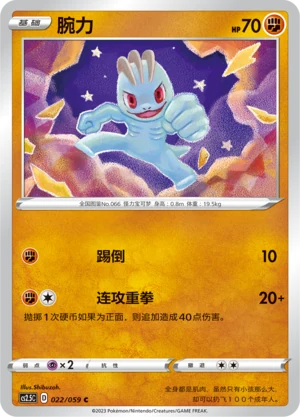 基础 腕力 HP70
全国图鉴No.066 怪力宝可梦 身高：0.8m 体重：19.5kg
踢倒 10
连攻重拳 20+
抛掷1次硬币如果为正面，则追加造成40点伤害。
弱点 ×2 抗性 撤退
Illus.Shibuzoh.
CS2.5C D 022/059 C
全身都是肌肉。虽然只有小孩那么大、
却可以把约１００个成年人
©2023 Pokémon/Nintendo/Creatures/GAME FREAK.